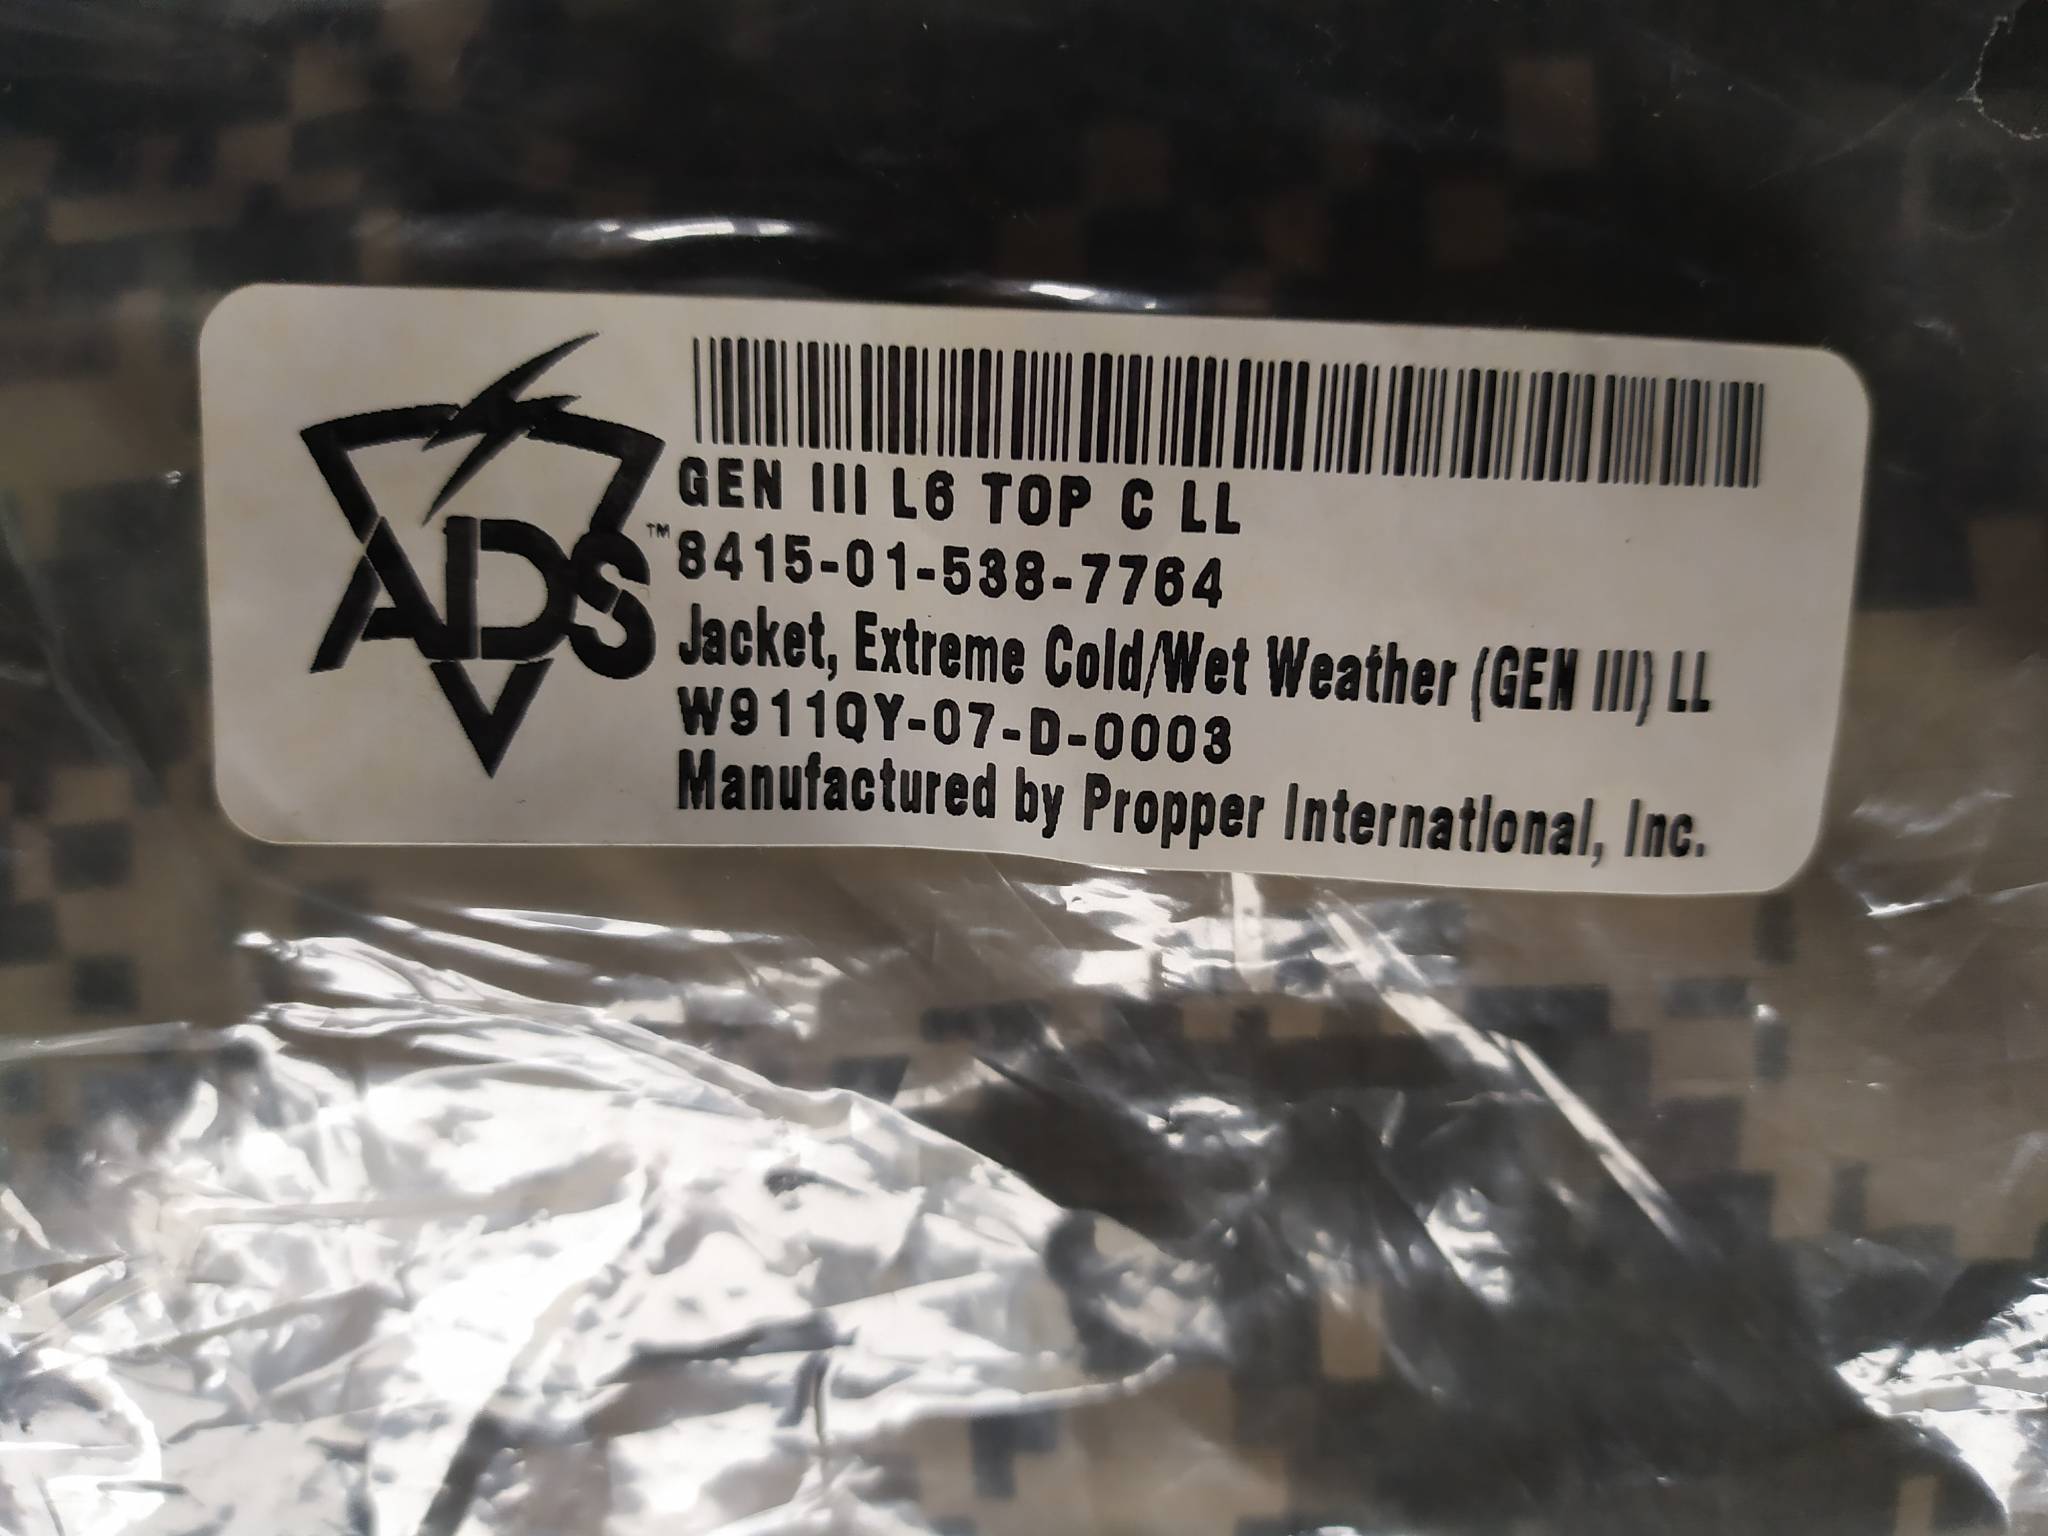 ADS™
GEN III L6 TOP C LL
8415-01-538-7764
Jacket, Extreme Cold/Wet Weather (GEN III) LL
W911QY-07-D-0003
Manufactured by Propper International, Inc.